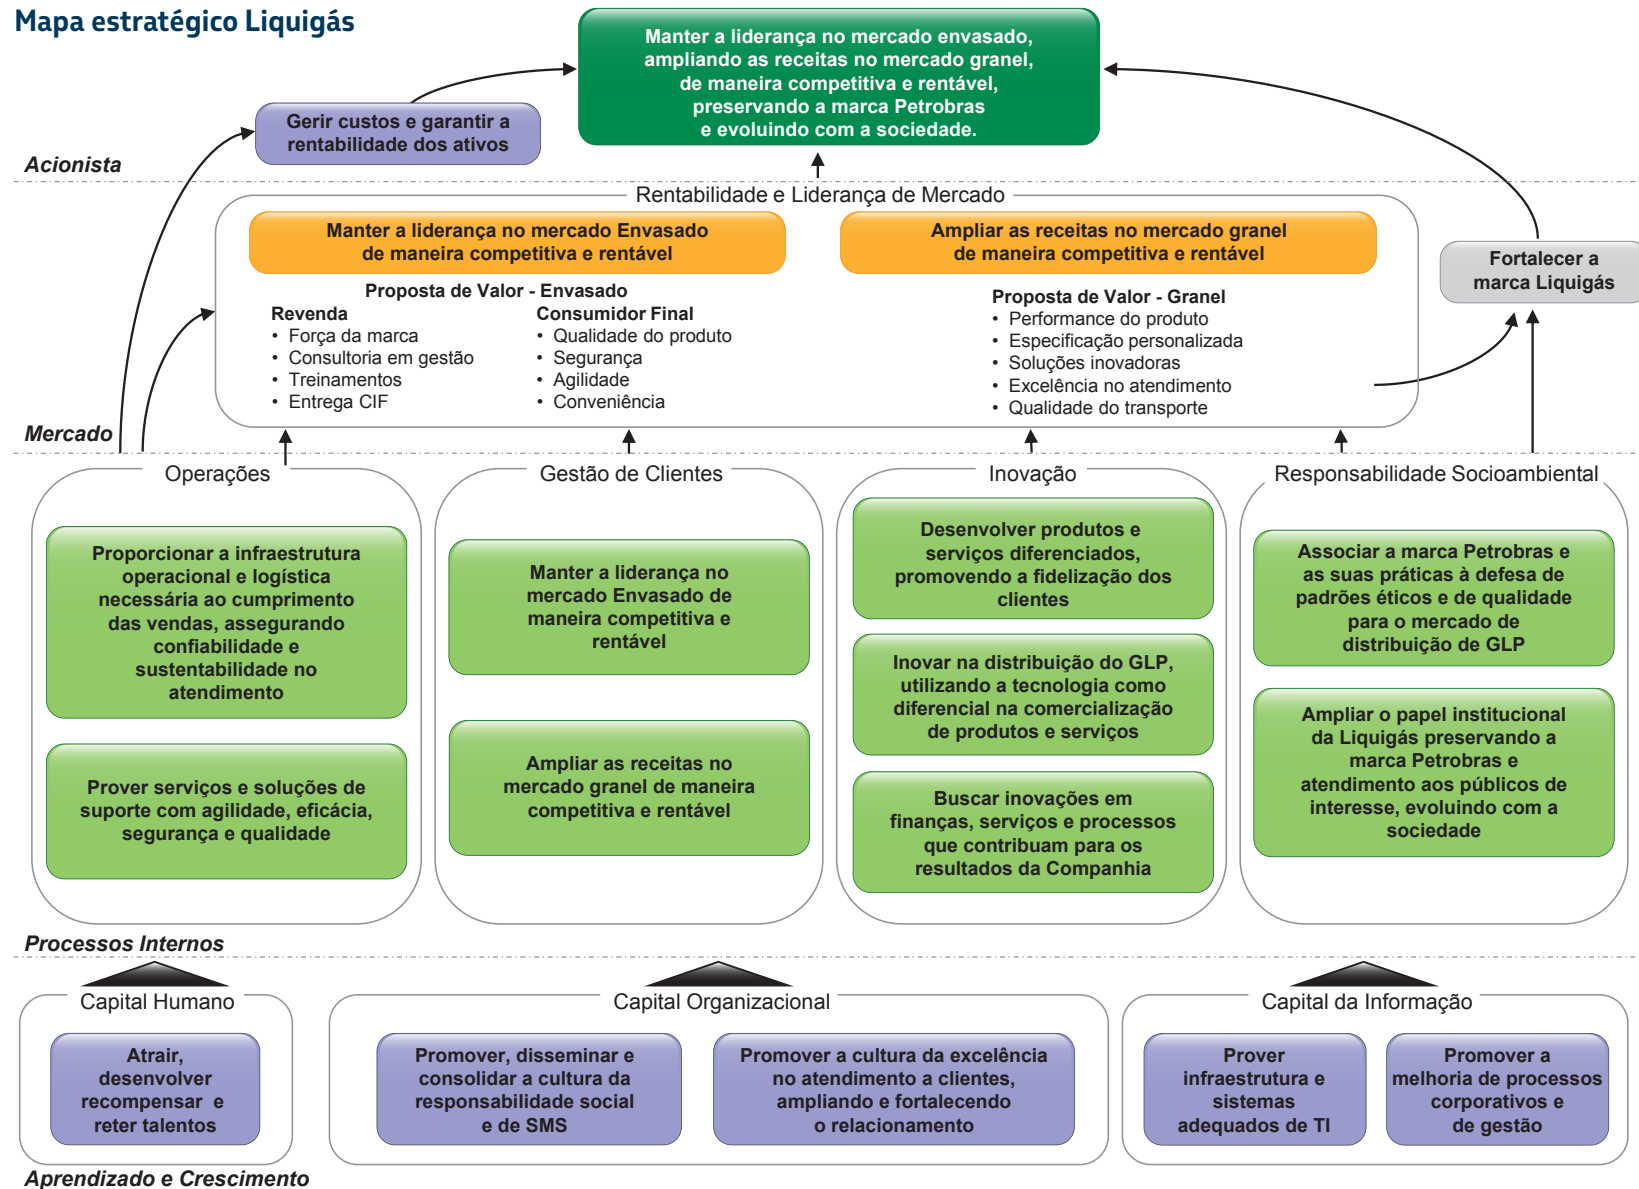 Mapa estratégico Liquigás
Manter a liderança no mercado envasado,
ampliando as receitas no mercado granel,
de maneira competitiva e rentável,
preservando a marca Petrobras
e evoluindo com a sociedade.
Gerir custos e garantir a
rentabilidade dos ativos
Acionista
Rentabilidade e Liderança de Mercado
Manter a liderança no mercado Envasado
de maneira competitiva e rentável
Ampliar as receitas no mercado granel
de maneira competitiva e rentável
Fortalecer a
marca Liquigás
Proposta de Valor - Envasado
Revenda
• Força da marca
• Consultoria em gestão
• Treinamentos
• Entrega CIF
Consumidor Final
• Qualidade do produto
• Segurança
• Agilidade
• Conveniência
Proposta de Valor - Granel
• Performance do produto
• Especificação personalizada
• Soluções inovadoras
• Excelência no atendimento
• Qualidade do transporte
Mercado
Operações
Proporcionar a infraestrutura
operacional e logística
necessária ao cumprimento
das vendas, assegurando
confiabilidade e
sustentabilidade no
atendimento
Prover serviços e soluções de
suporte com agilidade, eficácia,
segurança e qualidade
Gestão de Clientes
Manter a liderança no
mercado Envasado de
maneira competitiva e
rentável
Ampliar as receitas no
mercado granel de maneira
competitiva e rentável
Inovação
Desenvolver produtos e
serviços diferenciados,
promovendo a fidelização dos
clientes
Inovar na distribuição do GLP,
utilizando a tecnologia como
diferencial na comercialização
de produtos e serviços
Buscar inovações em
finanças, serviços e processos
que contribuam para os
resultados da Companhia
Responsabilidade Socioambiental
Associar a marca Petrobras e
as suas práticas à defesa de
padrões éticos e de qualidade
para o mercado de
distribuição de GLP
Ampliar o papel institucional
da Liquigás preservando a
marca Petrobras e
atendimento aos públicos de
interesse, evoluindo com a
sociedade
Processos Internos
Capital Humano
Atrair,
desenvolver
recompensar e
reter talentos
Capital Organizacional
Promover, disseminar e
consolidar a cultura da
responsabilidade social
e de SMS
Promover a cultura da excelência
no atendimento a clientes,
ampliando e fortalecendo
o relacionamento
Capital da Informação
Prover
infraestrutura e
sistemas
adequados de TI
Promover a
melhoria de processos
corporativos e
de gestão
Aprendizado e Crescimento